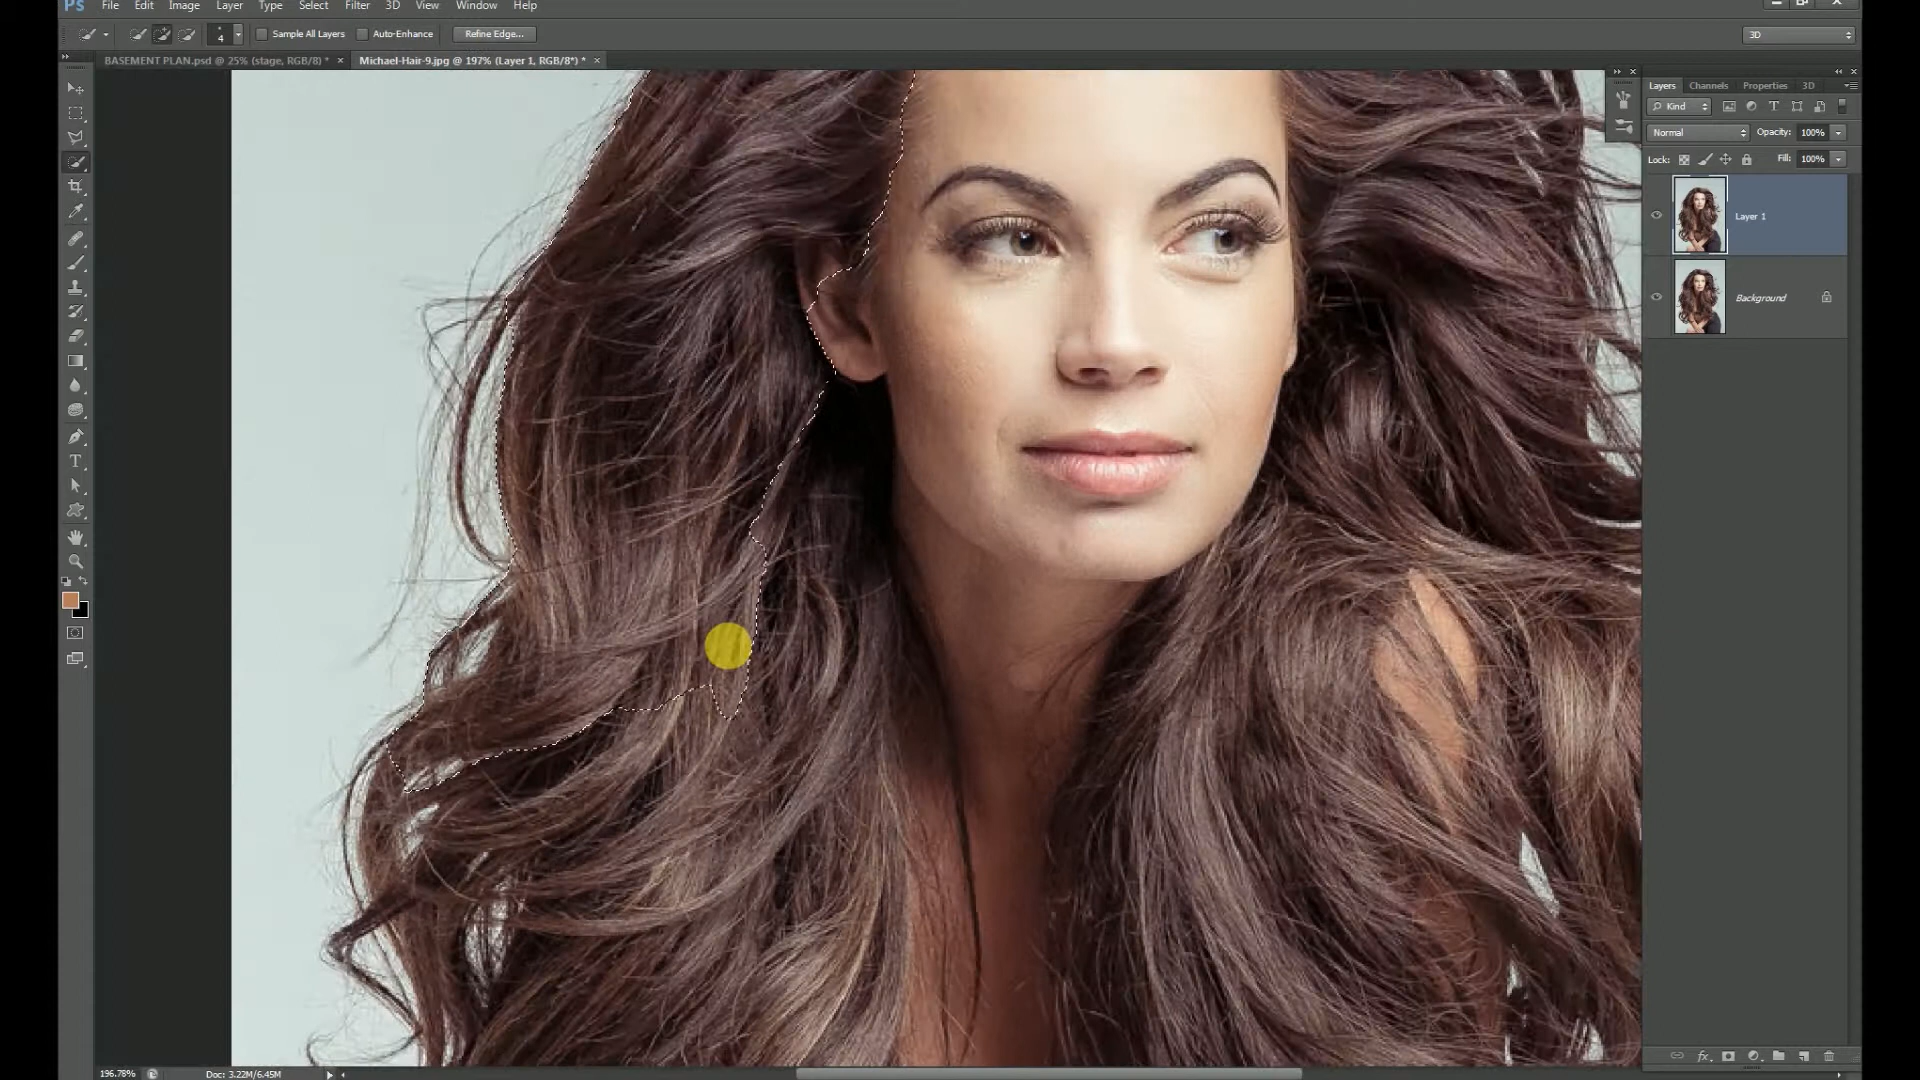 Ps File Edit Image Layer Type Select Filter 3D View Window Help
4 Sample All Layers Auto-Enhance Refine Edge... 3D
BASEMENT PLAN.psd @ 25% (stage, RGB/8) * × Michael-Hair-9.jpg @ 197% (Layer 1, RGB/8*) * ×
Layers Channels Properties 3D
Kind
Normal Opacity: 100%
Lock: Fill: 100%
Layer 1
Background
196.78% Doc: 3.22M/6.45M